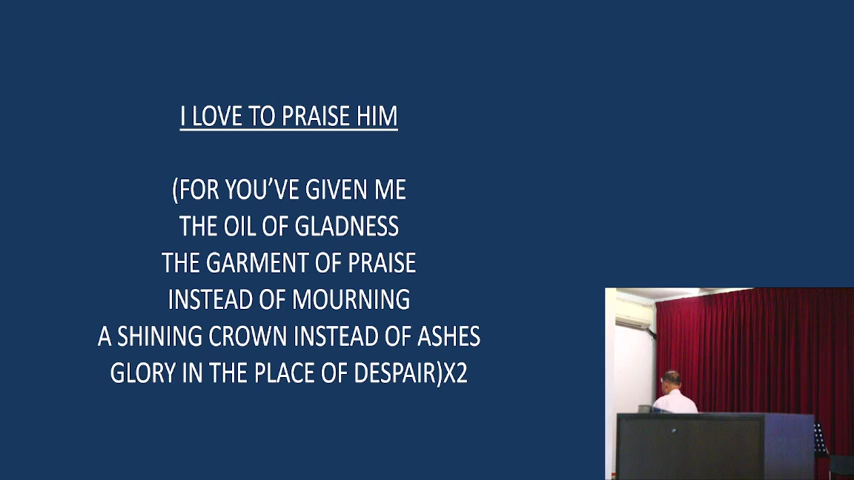 I LOVE TO PRAISE HIM
(FOR YOU’VE GIVEN ME
THE OIL OF GLADNESS
THE GARMENT OF PRAISE
INSTEAD OF MOURNING
A SHINING CROWN INSTEAD OF ASHES
GLORY IN THE PLACE OF DESPAIR)X2